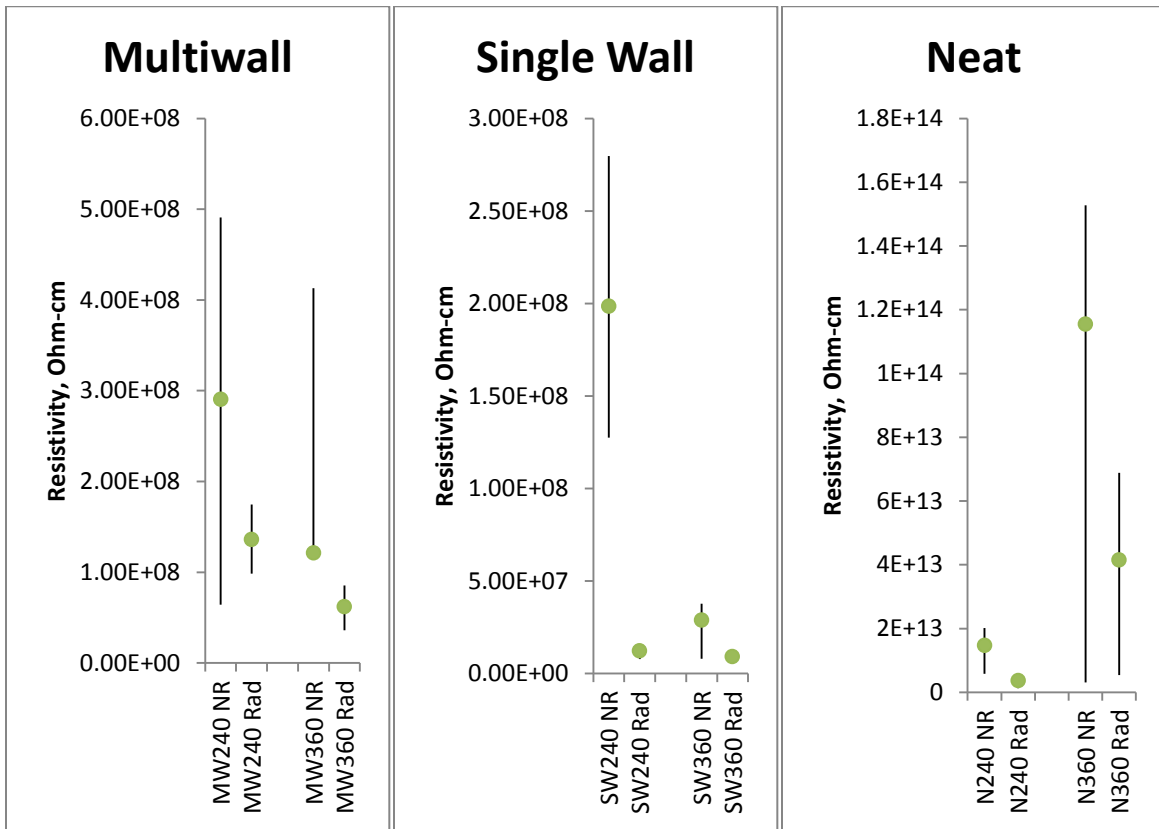 Multiwall
6.00E+08
5.00E+08
4.00E+08
3.00E+08
2.00E+08
1.00E+08
0.00E+00
Resistivity, Ohm-cm
MW240 NR
MW240 Rad
MW360 NR
MW360 Rad
Single Wall
3.00E+08
2.50E+08
2.00E+08
1.50E+08
1.00E+08
5.00E+07
0.00E+00
Resistivity, Ohm-cm
SW240 NR
SW240 Rad
SW360 NR
SW360 Rad
Neat
1.8E+14
1.6E+14
1.4E+14
1.2E+14
1E+14
8E+13
6E+13
4E+13
2E+13
0
Resistivity, Ohm-cm
N240 NR
N240 Rad
N360 NR
N360 Rad